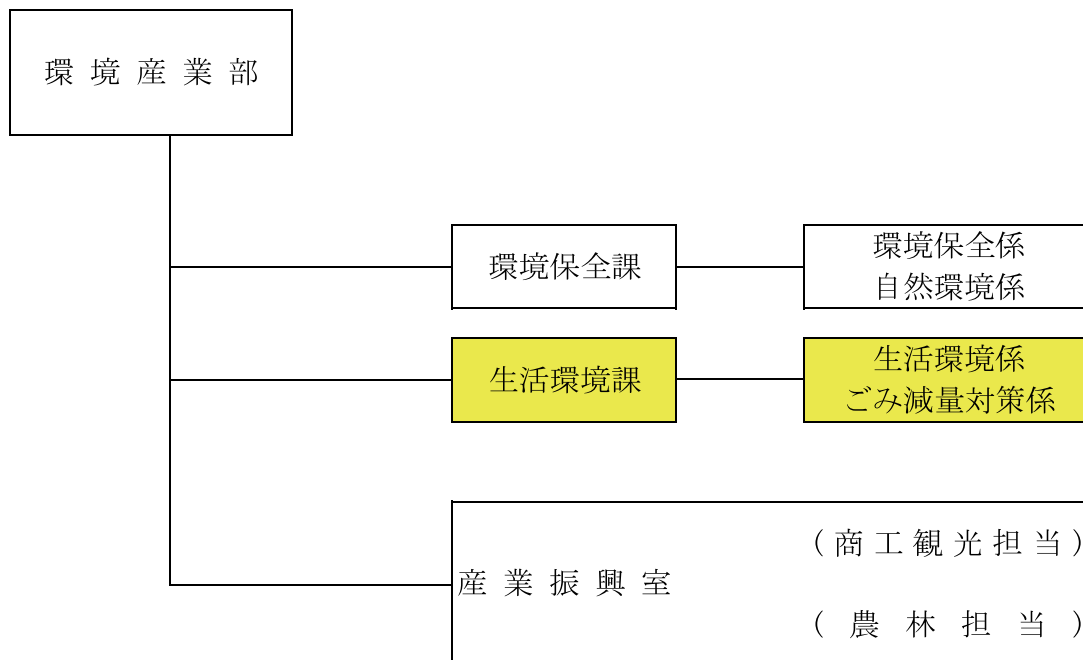 環境産業部
環境保全課
環境保全係
自然環境係
生活環境課
生活環境係
ごみ減量対策係
産業振興室
（商工観光担当）
（農林担当）